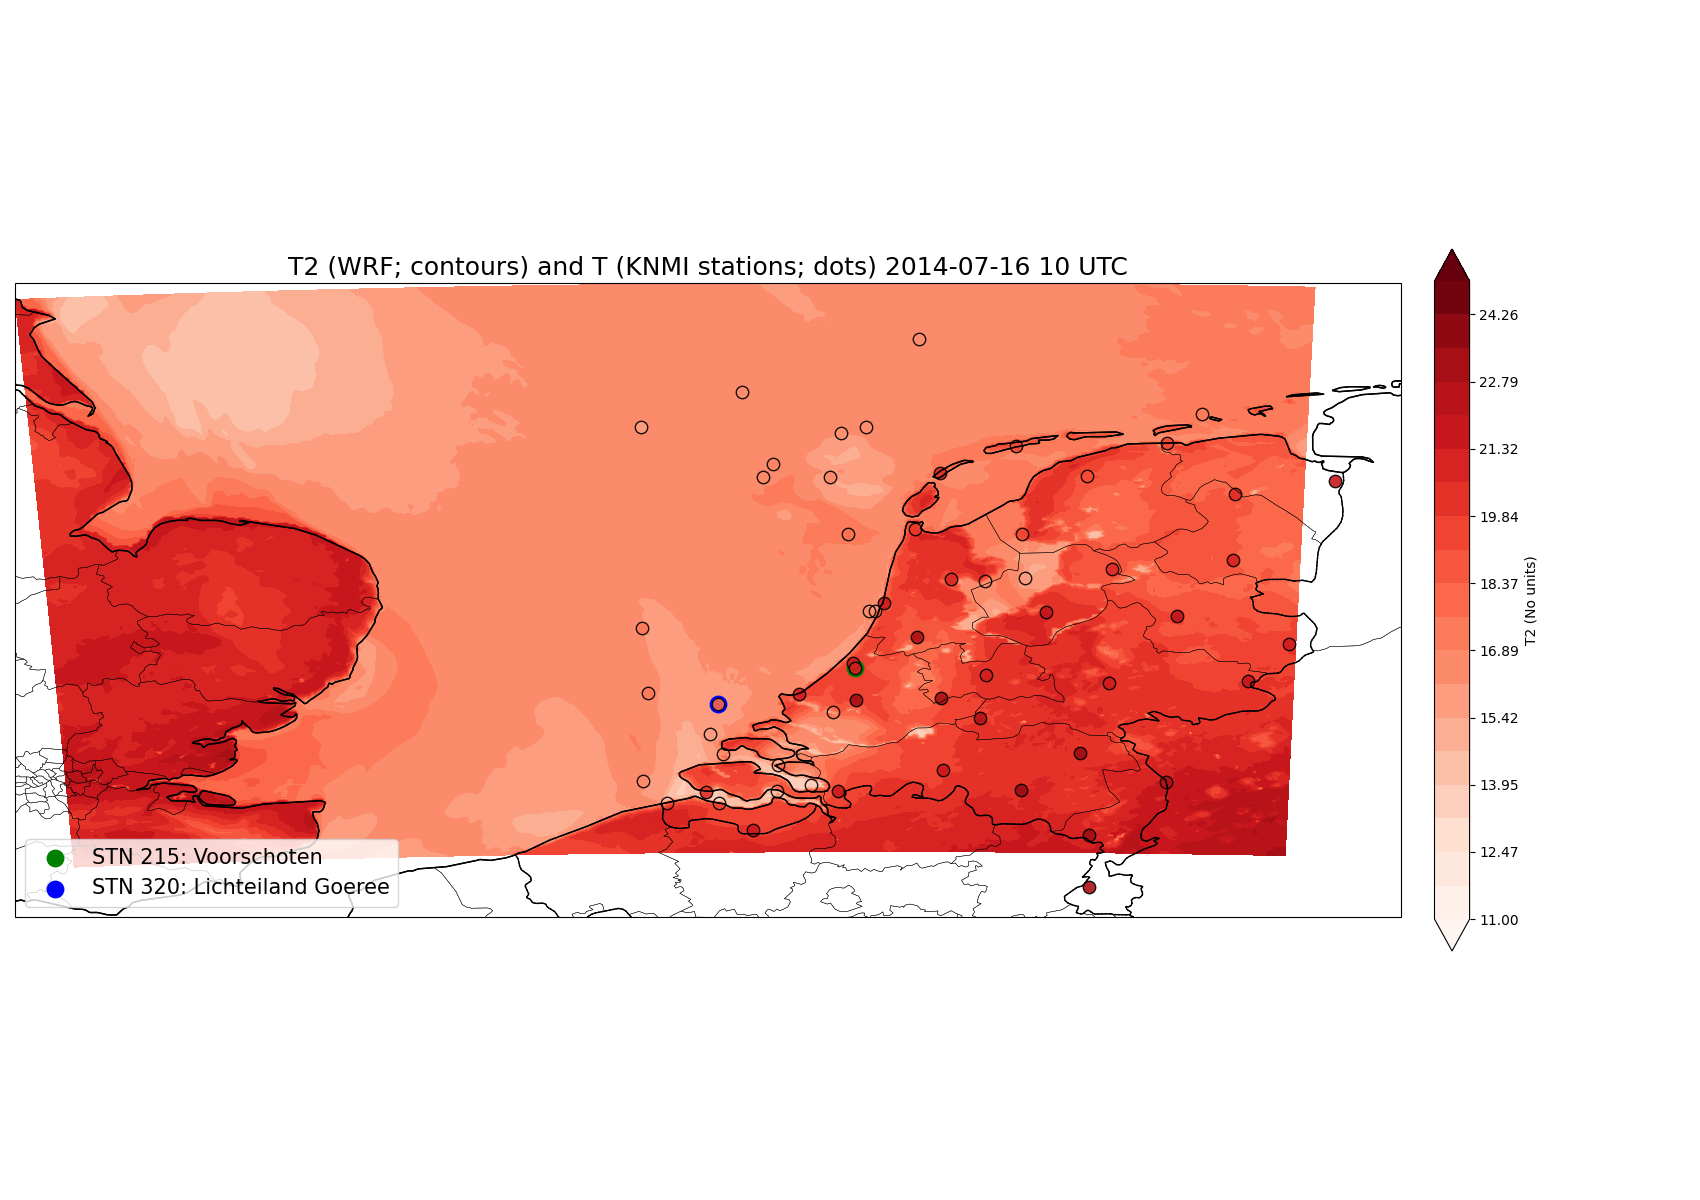 T2 (WRF; contours) and T (KNMI stations; dots) 2014-07-16 10 UTC
24.26
22.79
21.32
19.84
18.37
16.89
15.42
13.95
12.47
11.00
T2 (No units)
STN 215: Voorschoten
STN 320: Lichteiland Goeree